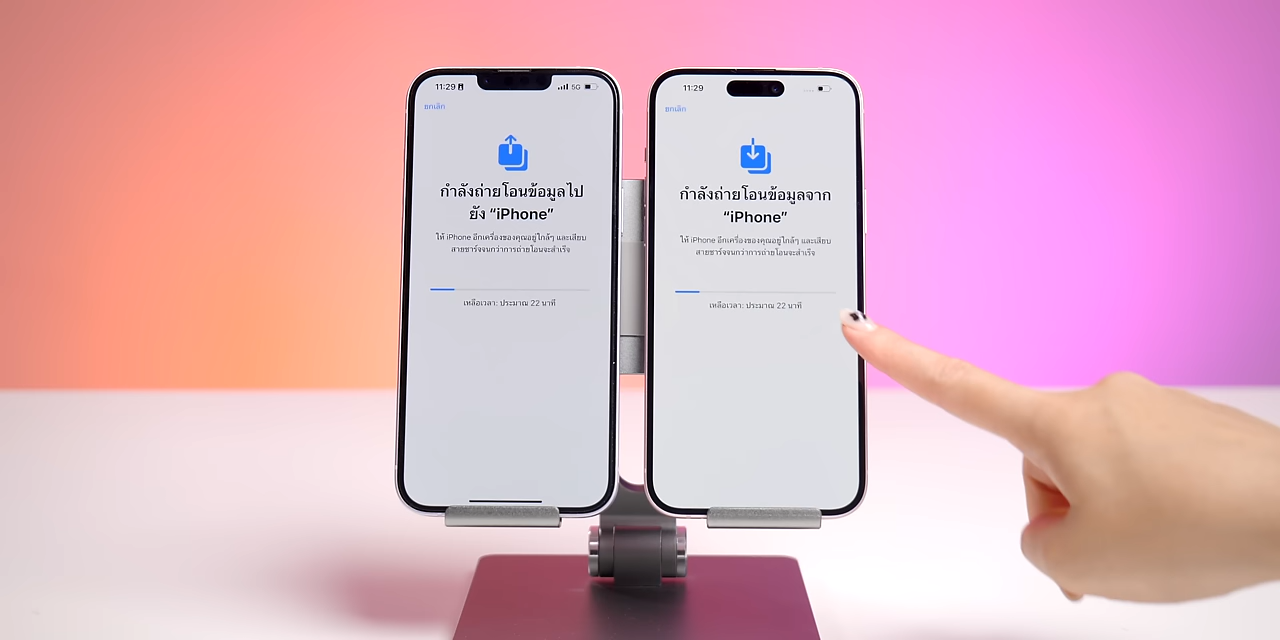 11:29
5G
ยกเลิก
กำลังถ่ายโอนข้อมูลไป
ยัง “iPhone”
ให้ iPhone อีกเครื่องของคุณอยู่ใกล้ๆ และเสียบ
สายชาร์จจนกว่าการถ่ายโอนจะสำเร็จ
เหลือเวลา: ประมาณ 22 นาที
11:29
ยกเลิก
กำลังถ่ายโอนข้อมูลจาก
“iPhone”
ให้ iPhone อีกเครื่องของคุณอยู่ใกล้ๆ และเสียบ
สายชาร์จจนกว่าการถ่ายโอนจะสำเร็จ
เหลือเวลา: ประมาณ 22 นาที